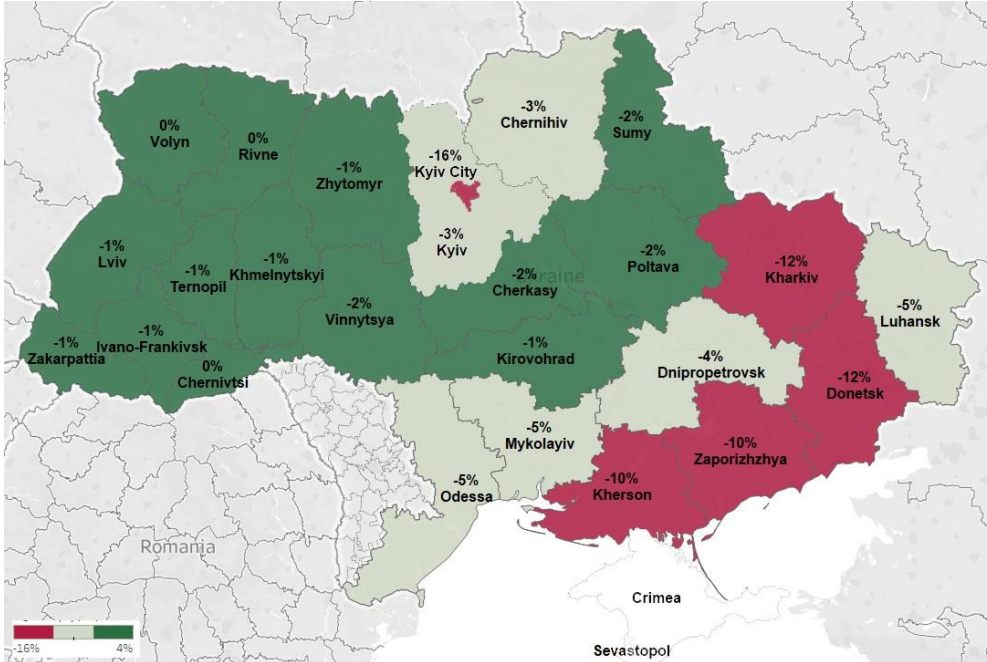 -3%
Chernihiv
-2%
Sumy
0%
Volyn
0%
Rivne
-1%
Zhytomyr
-16%
Kyiv City
-3%
Kyiv
-1%
Lviv
-1%
Ternopil
-1%
Khmelnytskyi
-2%
Vinnytsya
-2%
Cherkasy
Ukraine
-2%
Poltava
-12%
Kharkiv
-5%
Luhansk
-1%
Zakarpattia
-1%
Ivano-Frankivsk
0%
Chernivtsi
-1%
Kirovohrad
-4%
Dnipropetrovsk
-12%
Donetsk
-5%
Mykolayiv
-5%
Odessa
-10%
Kherson
-10%
Zaporizhzhya
Romania
Crimea
Sevastopol
-16% 4%